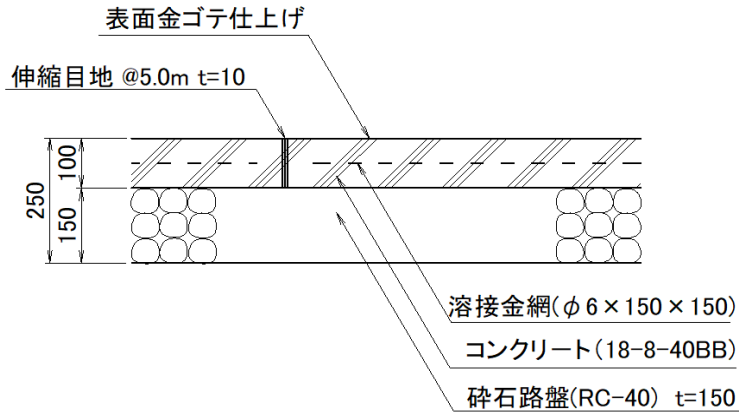 表面金ゴテ仕上げ
伸縮目地 @5.0m t=10
250
100
150
溶接金網(φ6×150×150)
コンクリート(18-8-40BB)
砕石路盤(RC-40) t=150